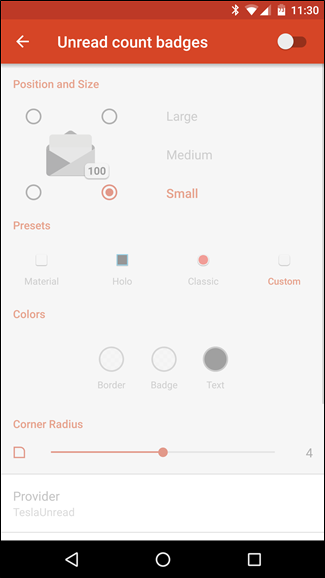 11:30
Unread count badges
Position and Size
Large
Medium
100
Small
Presets
Material Holo Classic Custom
Colors
Border Badge Text
Corner Radius
4
Provider
TeslaUnread